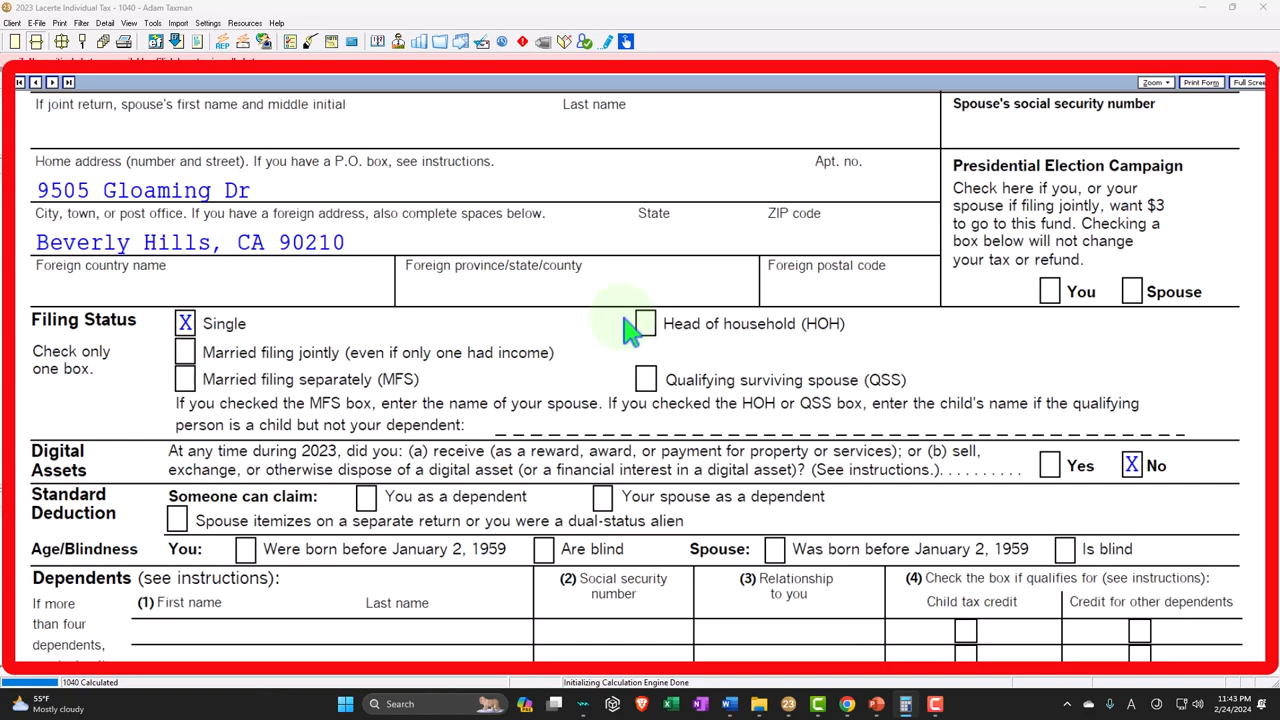 2023 Lacerte Individual Tax - 1040 - Adam Taxman
Client E-File Print Filter Detail View Tools Import Settings Resources Help
REP
Zoom Print Form Full Scree
If joint return, spouse's first name and middle initial Last name Spouse's social security number
Home address (number and street). If you have a P.O. box, see instructions. Apt. no.
9505 Gloaming Dr
City, town, or post office. If you have a foreign address, also complete spaces below. State ZIP code
Beverly Hills, CA 90210
Foreign country name Foreign province/state/county Foreign postal code
Presidential Election Campaign
Check here if you, or your
spouse if filing jointly, want $3
to go to this fund. Checking a
box below will not change
your tax or refund.
You Spouse
Filing Status X Single Head of household (HOH)
Check only
one box.
Married filing jointly (even if only one had income)
Married filing separately (MFS) Qualifying surviving spouse (QSS)
If you checked the MFS box, enter the name of your spouse. If you checked the HOH or QSS box, enter the child's name if the qualifying
person is a child but not your dependent:
Digital
Assets
At any time during 2023, did you: (a) receive (as a reward, award, or payment for property or services); or (b) sell,
exchange, or otherwise dispose of a digital asset (or a financial interest in a digital asset)? (See instructions.) . . . . . . . . . Yes X No
Standard
Deduction
Someone can claim: You as a dependent Your spouse as a dependent
Spouse itemizes on a separate return or you were a dual-status alien
Age/Blindness You: Were born before January 2, 1959 Are blind Spouse: Was born before January 2, 1959 Is blind
Dependents (see instructions):
If more
than four
dependents,
(1) First name Last name
(2) Social security
number
(3) Relationship
to you
(4) Check the box if qualifies for (see instructions):
Child tax credit Credit for other dependents
1040 Calculated Initializing Calculation Engine Done
55°F
Mostly cloudy
Search
11:43 PM
2/24/2024